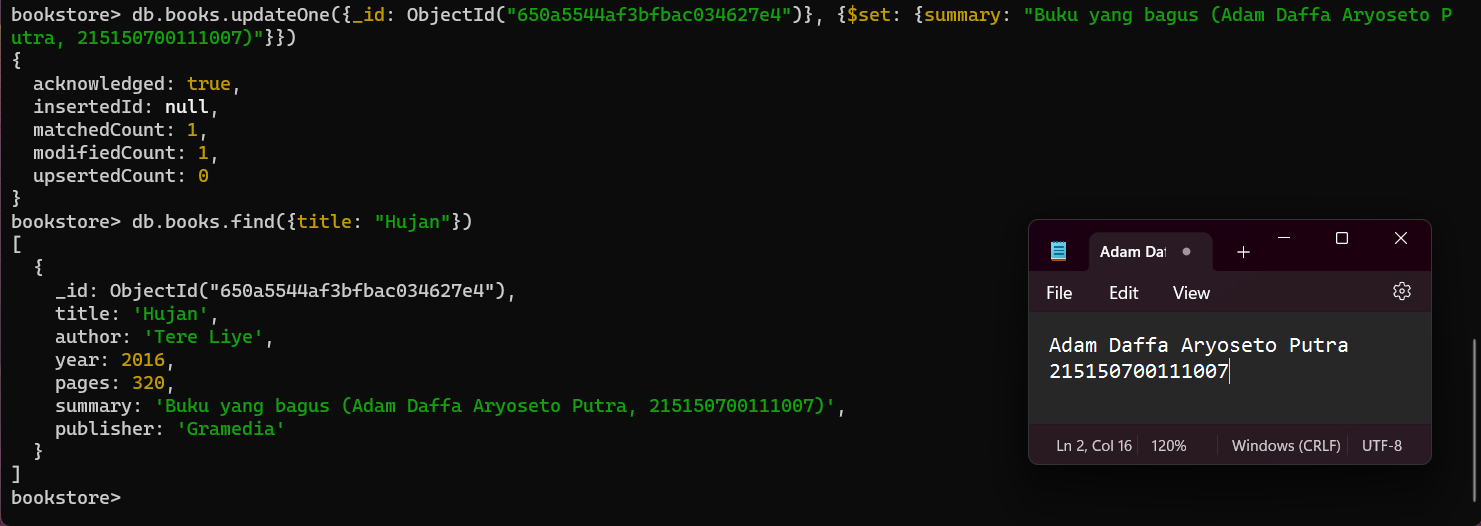 bookstore> db.books.updateOne({_id: ObjectId("650a5544af3bfbac034627e4")}, {$set: {summary: "Buku yang bagus (Adam Daffa Aryoseto P
utra, 215150700111007)"}})
{
  acknowledged: true,
  insertedId: null,
  matchedCount: 1,
  modifiedCount: 1,
  upsertedCount: 0
}
bookstore> db.books.find({title: "Hujan"})
[
  {
    _id: ObjectId("650a5544af3bfbac034627e4"),
    title: 'Hujan',
    author: 'Tere Liye',
    year: 2016,
    pages: 320,
    summary: 'Buku yang bagus (Adam Daffa Aryoseto Putra, 215150700111007)',
    publisher: 'Gramedia'
  }
]
bookstore>
Adam Da
File Edit View
Adam Daffa Aryoseto Putra
215150700111007
Ln 2, Col 16 120% Windows (CRLF) UTF-8